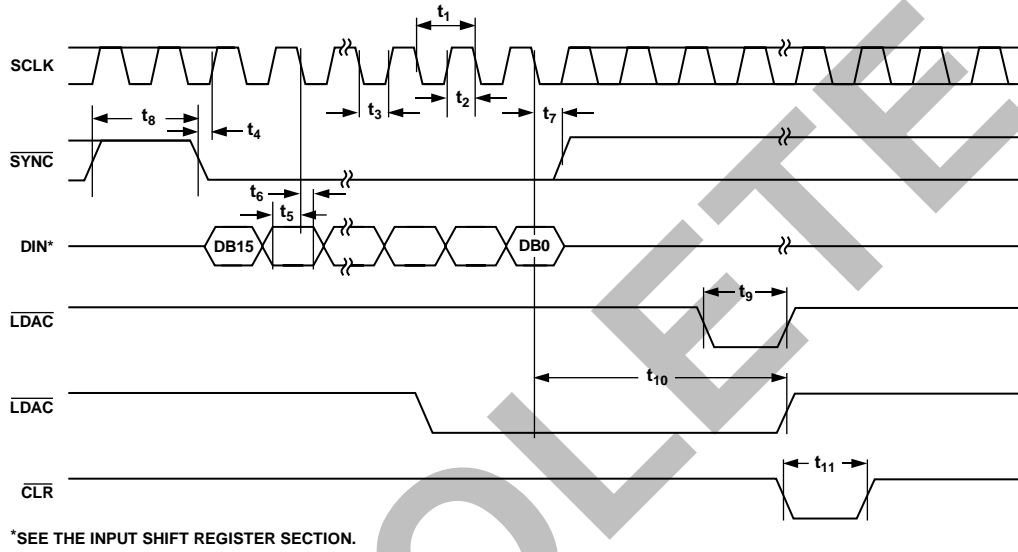 t1
SCLK
t3
t2
t8
t4
t7
SYNC
t6
t5
DIN*
DB15
DB0
t9
LDAC
t10
LDAC
t11
CLR
*SEE THE INPUT SHIFT REGISTER SECTION.
OLETE